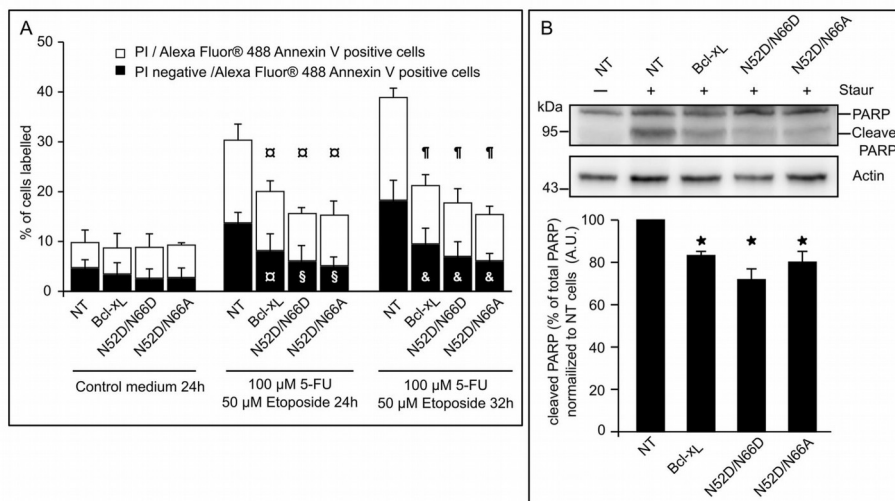 A
50
40
30
20
10
0
% of cells labelled
PI / Alexa Fluor® 488 Annexin V positive cells
PI negative /Alexa Fluor® 488 Annexin V positive cells
¤ ¤ ¤
¤ § §
¶ ¶ ¶
& & &
NT Bcl-xL N52D/N66D N52D/N66A
NT Bcl-xL N52D/N66D N52D/N66A
NT Bcl-xL N52D/N66D N52D/N66A
Control medium 24h
100 µM 5-FU
50 µM Etoposide 24h
100 µM 5-FU
50 µM Etoposide 32h
B
NT NT Bcl-xL N52D/N66D N52D/N66A
– + + + + Staur
kDa
95
PARP
Cleave
PARP
43
Actin
100
80
60
40
20
0
cleaved PARP (% of total PARP)
normailized to NT cells (A.U.)
★ ★ ★
NT Bcl-xL N52D/N66D N52D/N66A